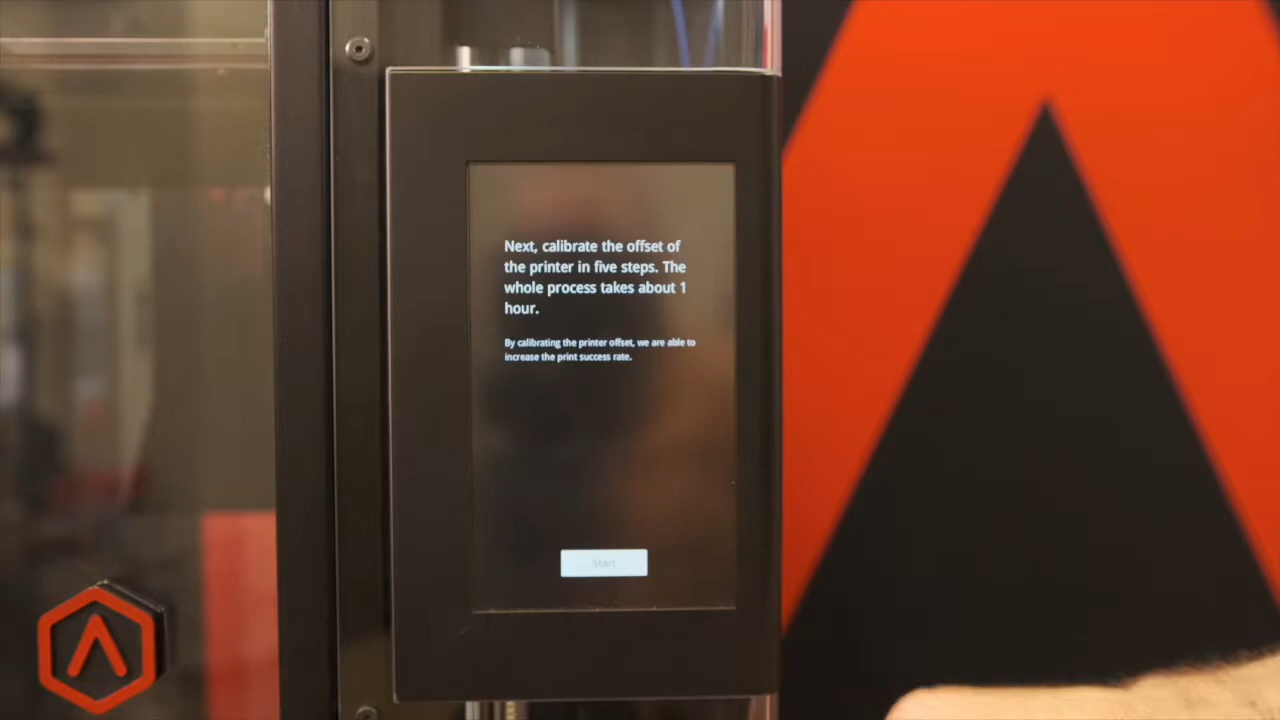 Next, calibrate the offset of
the printer in five steps. The
whole process takes about 1
hour.
By calibrating the printer offset, we are able to
increase the print success rate.
Start